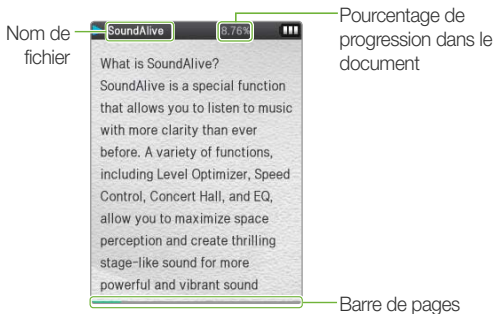 Nom de
fichier
SoundAlive
8.76%
Pourcentage de
progression dans le
document
What is SoundAlive?
SoundAlive is a special function
that allows you to listen to music
with more clarity than ever
before. A variety of functions,
including Level Optimizer, Speed
Control, Concert Hall, and EQ,
allow you to maximize space
perception and create thrilling
stage-like sound for more
powerful and vibrant sound
Barre de pages